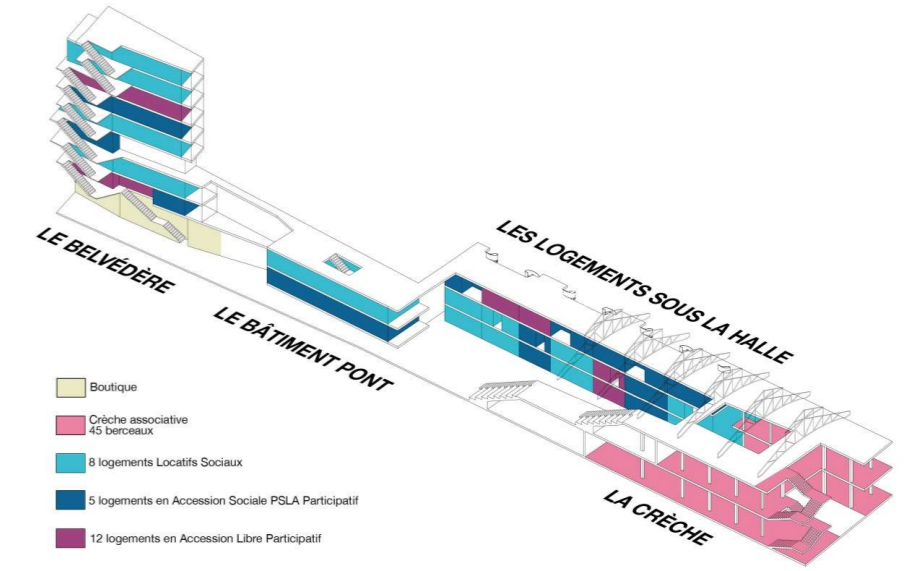 LE BELVÉDÈRE
LE BÂTIMENT PONT
LES LOGEMENTS SOUS LA HALLE
LA CRÈCHE
Boutique
Crèche associative
45 berceaux
8 logements Locatifs Sociaux
5 logements en Accession Sociale PSLA Participatif
12 logements en Accession Libre Participatif